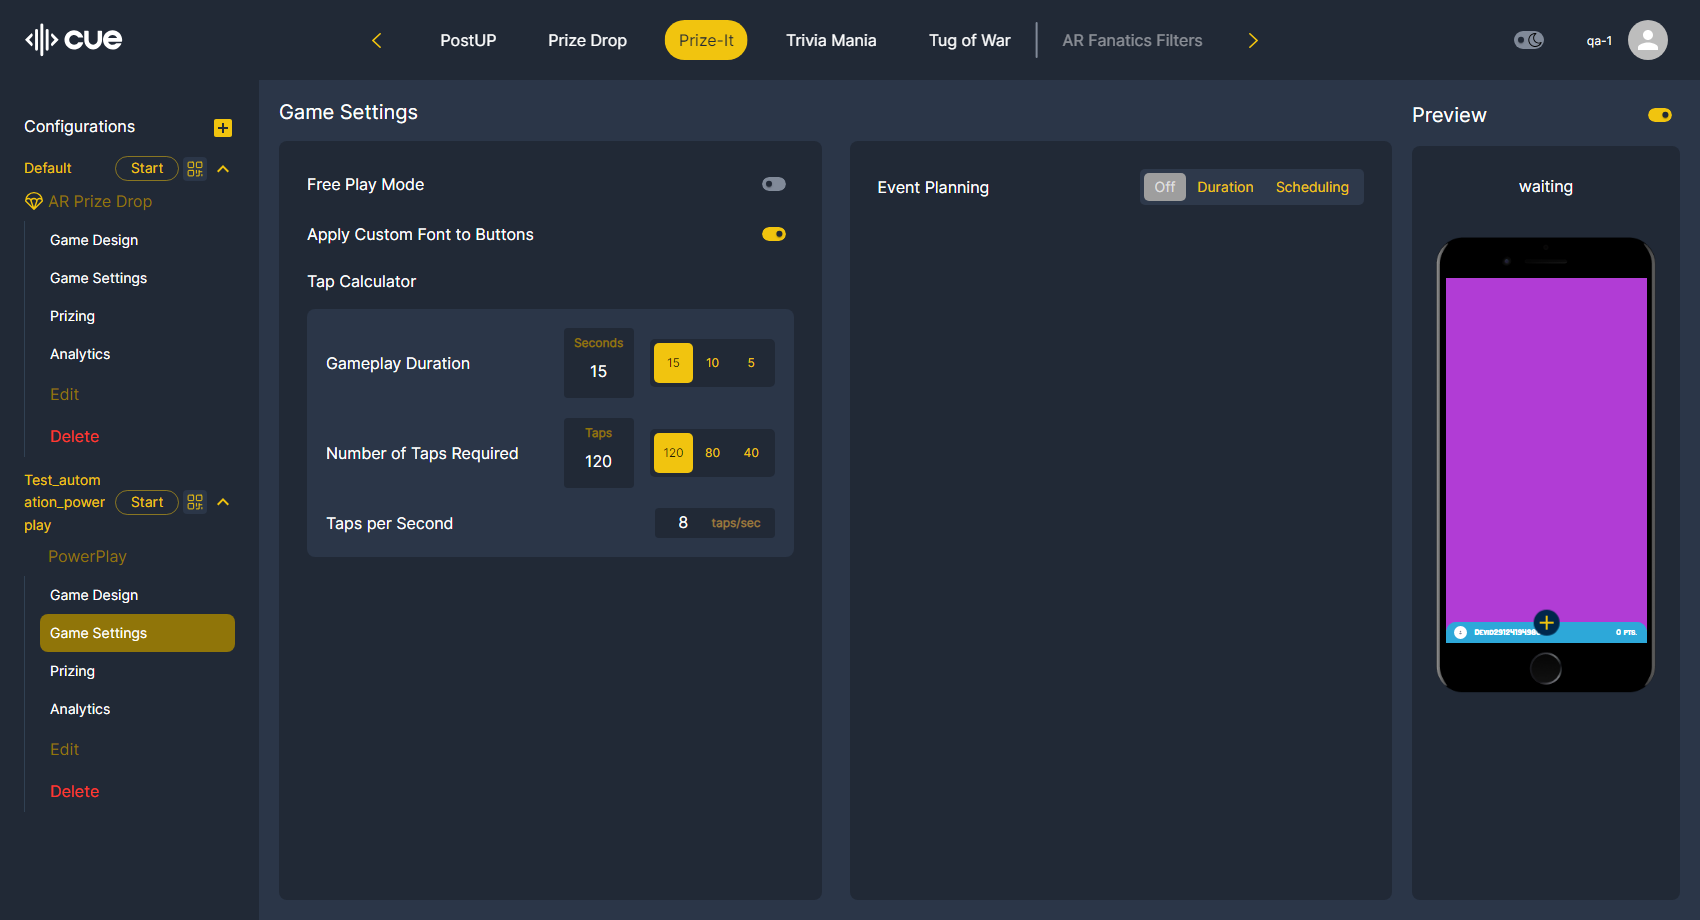 cue
PostUP
Prize Drop
Prize-It
Trivia Mania
Tug of War
AR Fanatics Filters
qa-1
Configurations
Default
Start
AR Prize Drop
Game Design
Game Settings
Prizing
Analytics
Edit
Delete
Test_autom
ation_power
play
Start
PowerPlay
Game Design
Game Settings
Prizing
Analytics
Edit
Delete
Game Settings
Free Play Mode
Apply Custom Font to Buttons
Tap Calculator
Gameplay Duration
Seconds
15
15 10 5
Number of Taps Required
Taps
120
120 80 40
Taps per Second
8 taps/sec
Event Planning
Off Duration Scheduling
Preview
waiting
0 PTS.